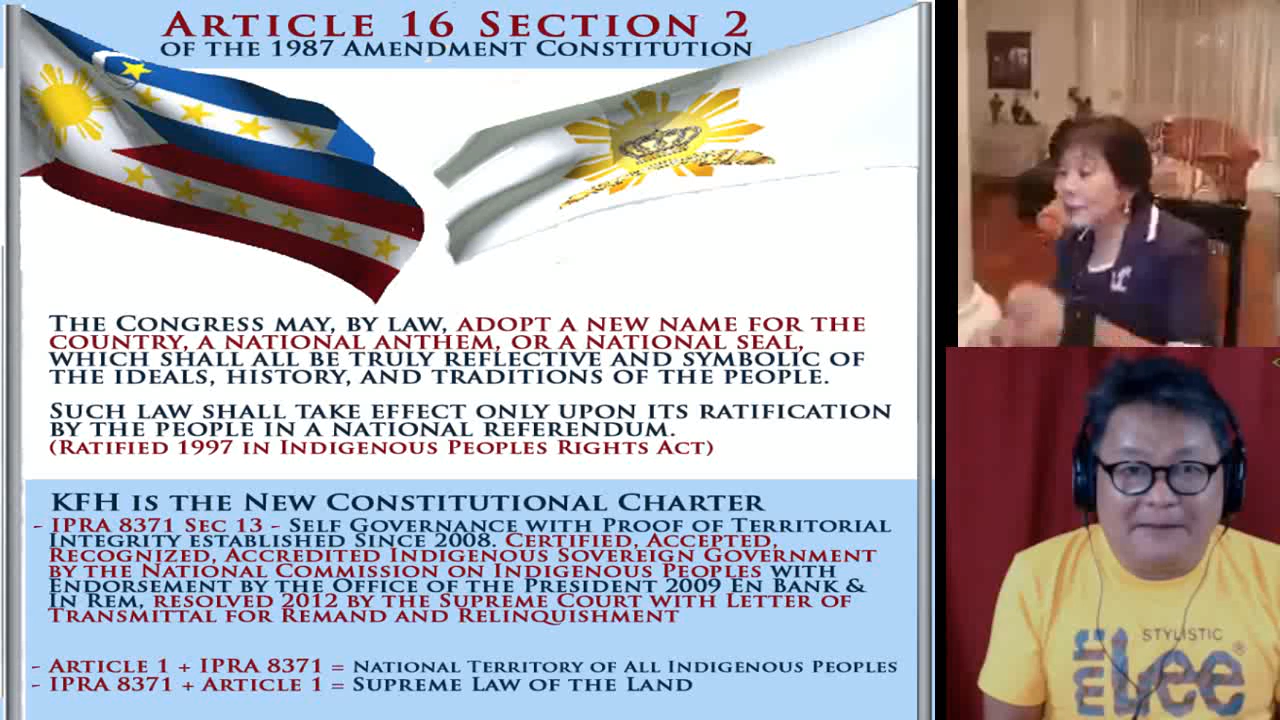 ARTICLE 16 SECTION 2
OF THE 1987 AMENDMENT CONSTITUTION
THE CONGRESS MAY, BY LAW, ADOPT A NEW NAME FOR THE
COUNTRY, A NATIONAL ANTHEM, OR A NATIONAL SEAL,
WHICH SHALL ALL BE TRULY REFLECTIVE AND SYMBOLIC OF
THE IDEALS, HISTORY, AND TRADITIONS OF THE PEOPLE.
SUCH LAW SHALL TAKE EFFECT ONLY UPON ITS RATIFICATION
BY THE PEOPLE IN A NATIONAL REFERENDUM.
(RATIFIED 1997 IN INDIGENOUS PEOPLES RIGHTS ACT)
KFH IS THE NEW CONSTITUTIONAL CHARTER
- IPRA 8371 SEC 13 - SELF GOVERNANCE WITH PROOF OF TERRITORIAL
INTEGRITY ESTABLISHED SINCE 2008. CERTIFIED, ACCEPTED,
RECOGNIZED, ACCREDITED INDIGENOUS SOVEREIGN GOVERNMENT
BY THE NATIONAL COMMISSION ON INDIGENOUS PEOPLES WITH
ENDORSEMENT BY THE OFFICE OF THE PRESIDENT 2009 EN BANK &
IN REM, RESOLVED 2012 BY THE SUPREME COURT WITH LETTER OF
TRANSMITTAL FOR REMAND AND RELINQUISHMENT
- ARTICLE 1 + IPRA 8371 = NATIONAL TERRITORY OF ALL INDIGENOUS PEOPLES
- IPRA 8371 + ARTICLE 1 = SUPREME LAW OF THE LAND
STYLISTIC
Lee®